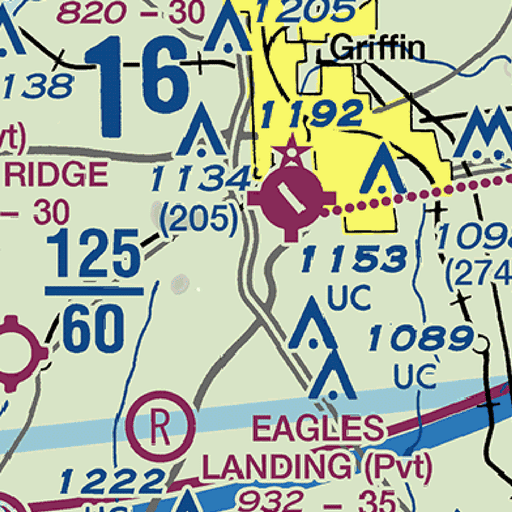 820 - 30
1205
Griffin
16
138
1192
vt)
RIDGE
1134
- 30
(205)
109
(274
125
60
1153
UC
1089
UC
R
EAGLES
LANDING (Pvt)
1222
932 - 35